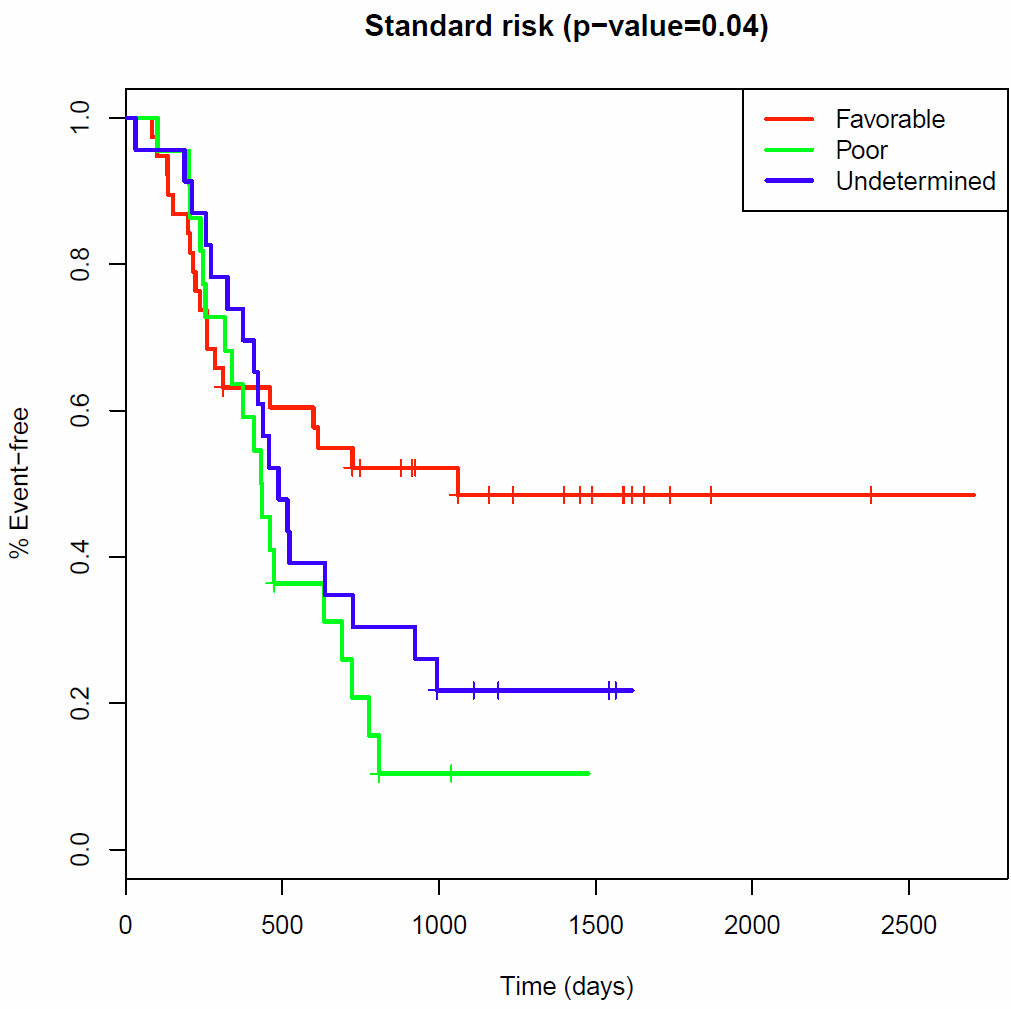 Standard risk (p−value=0.04)
Favorable
Poor
Undetermined
% Event−free
1.0
0.8
0.6
0.4
0.2
0.0
0 500 1000 1500 2000 2500
Time (days)